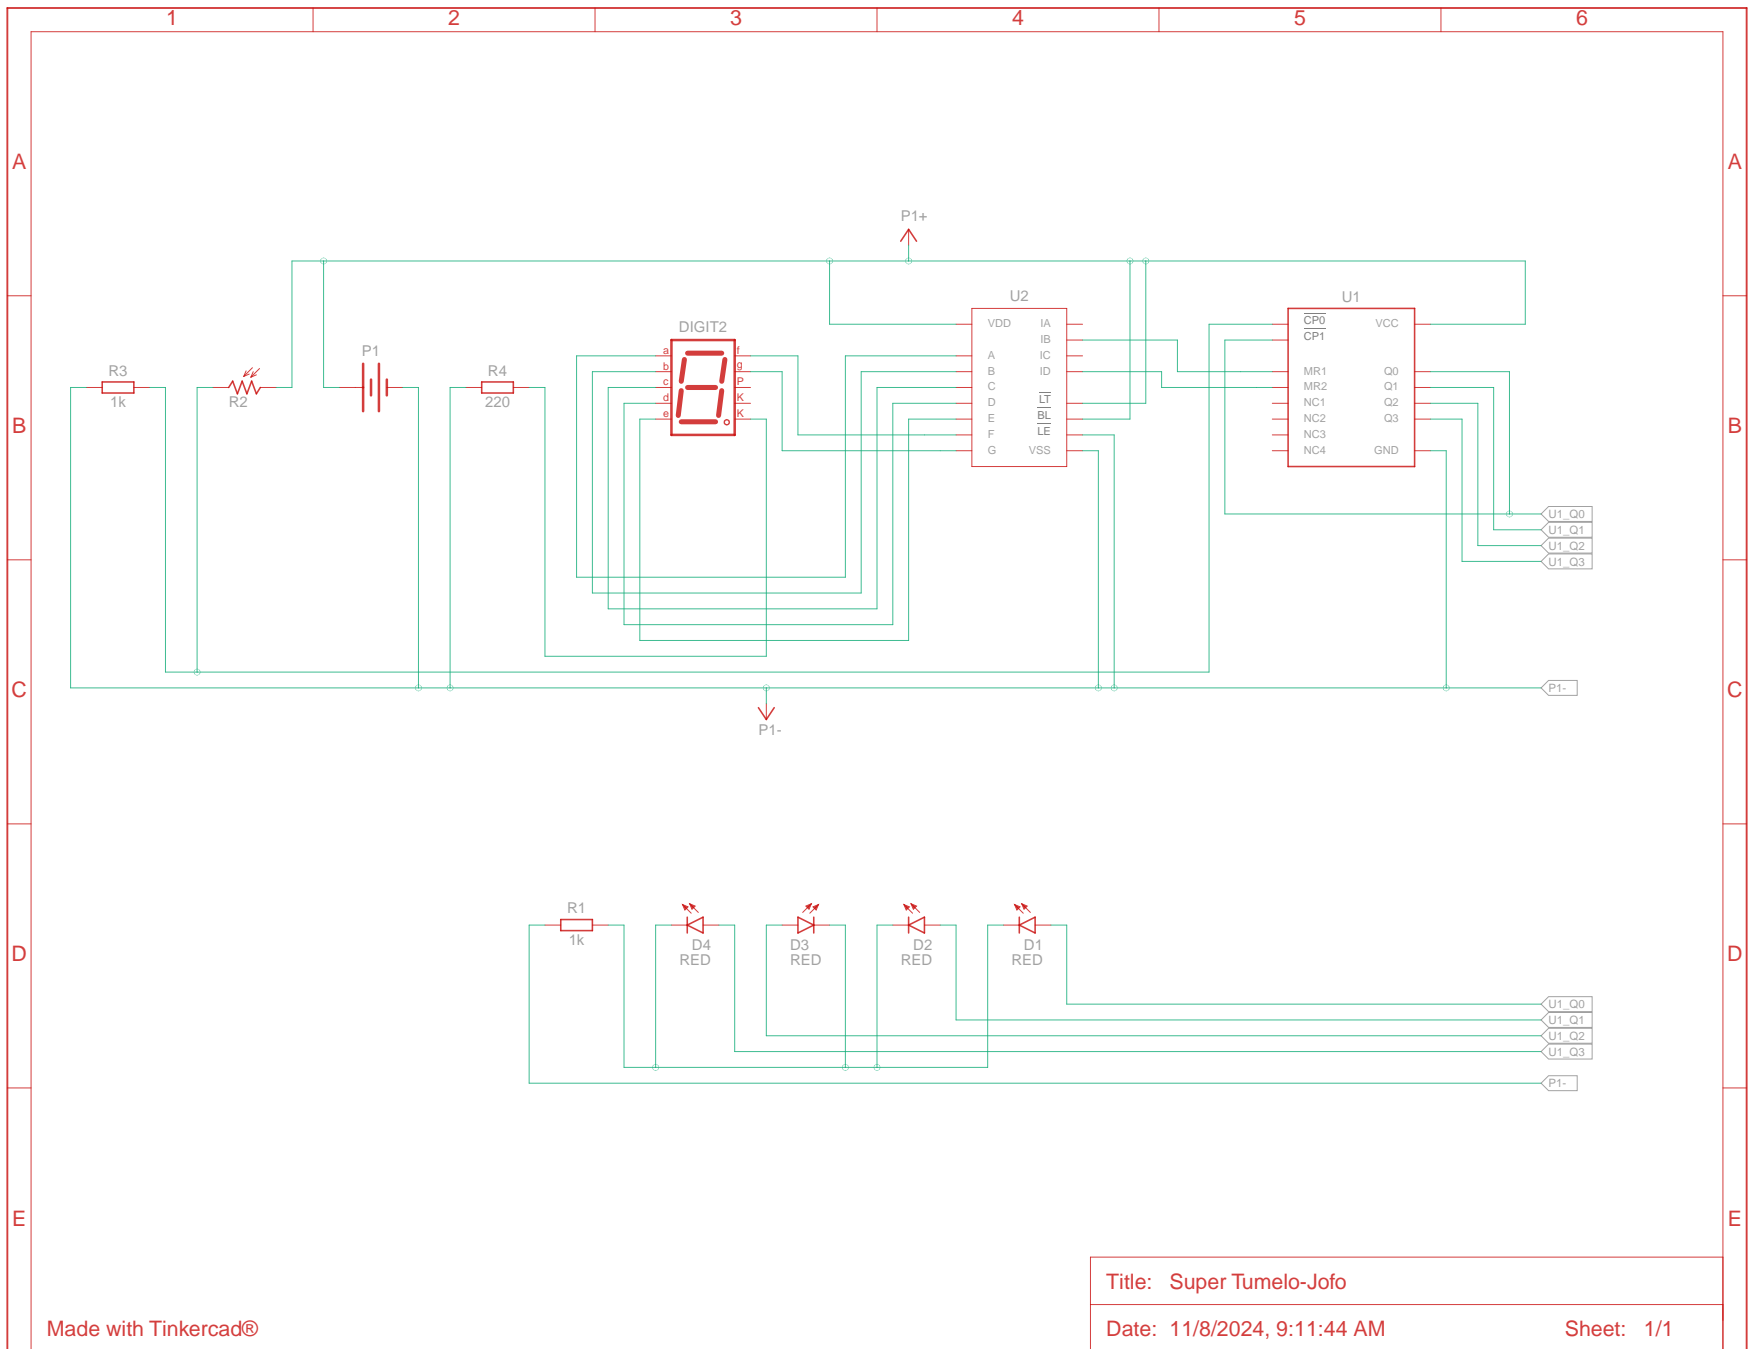 1 2 3 4 5 6
A A
P1+
B B
U2
VDD IA
IB
A IC
B ID
C
D LT
E BL
F LE
G VSS
U1
CP0 VCC
CP1
MR1 Q0
MR2 Q1
NC1 Q2
NC2 Q3
NC3
NC4 GND
DIGIT2
a f
b g
c P
d K
e K
R3
1k
R2
P1
R4
220
U1_Q0
U1_Q1
U1_Q2
U1_Q3
C C
P1-
P1-
R1
1k
D4
RED
D3
RED
D2
RED
D1
RED
D D
U1_Q0
U1_Q1
U1_Q2
U1_Q3
P1-
E E
Title: Super Tumelo-Jofo
Made with Tinkercad®
Date: 11/8/2024, 9:11:44 AM Sheet: 1/1